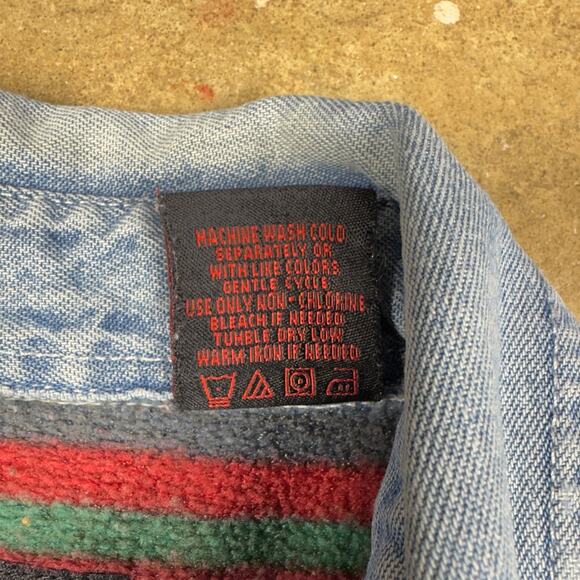 MACHINE WASH COLD
SEPARATELY OR
WITH LIKE COLORS
GENTLE CYCLE
USE ONLY NON-CHLORINE
BLEACH IF NEEDED
TUMBLE DRY LOW
WARM IRON IF NEEDED